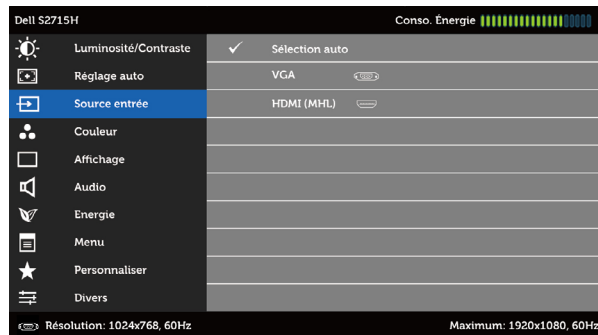 Dell S2715H Conso. Énergie
Luminosité/Contraste Sélection auto
Réglage auto VGA
Source entrée HDMI (MHL)
Couleur
Affichage
Audio
Energie
Menu
Personnaliser
Divers
Résolution: 1024x768, 60Hz Maximum: 1920x1080, 60Hz